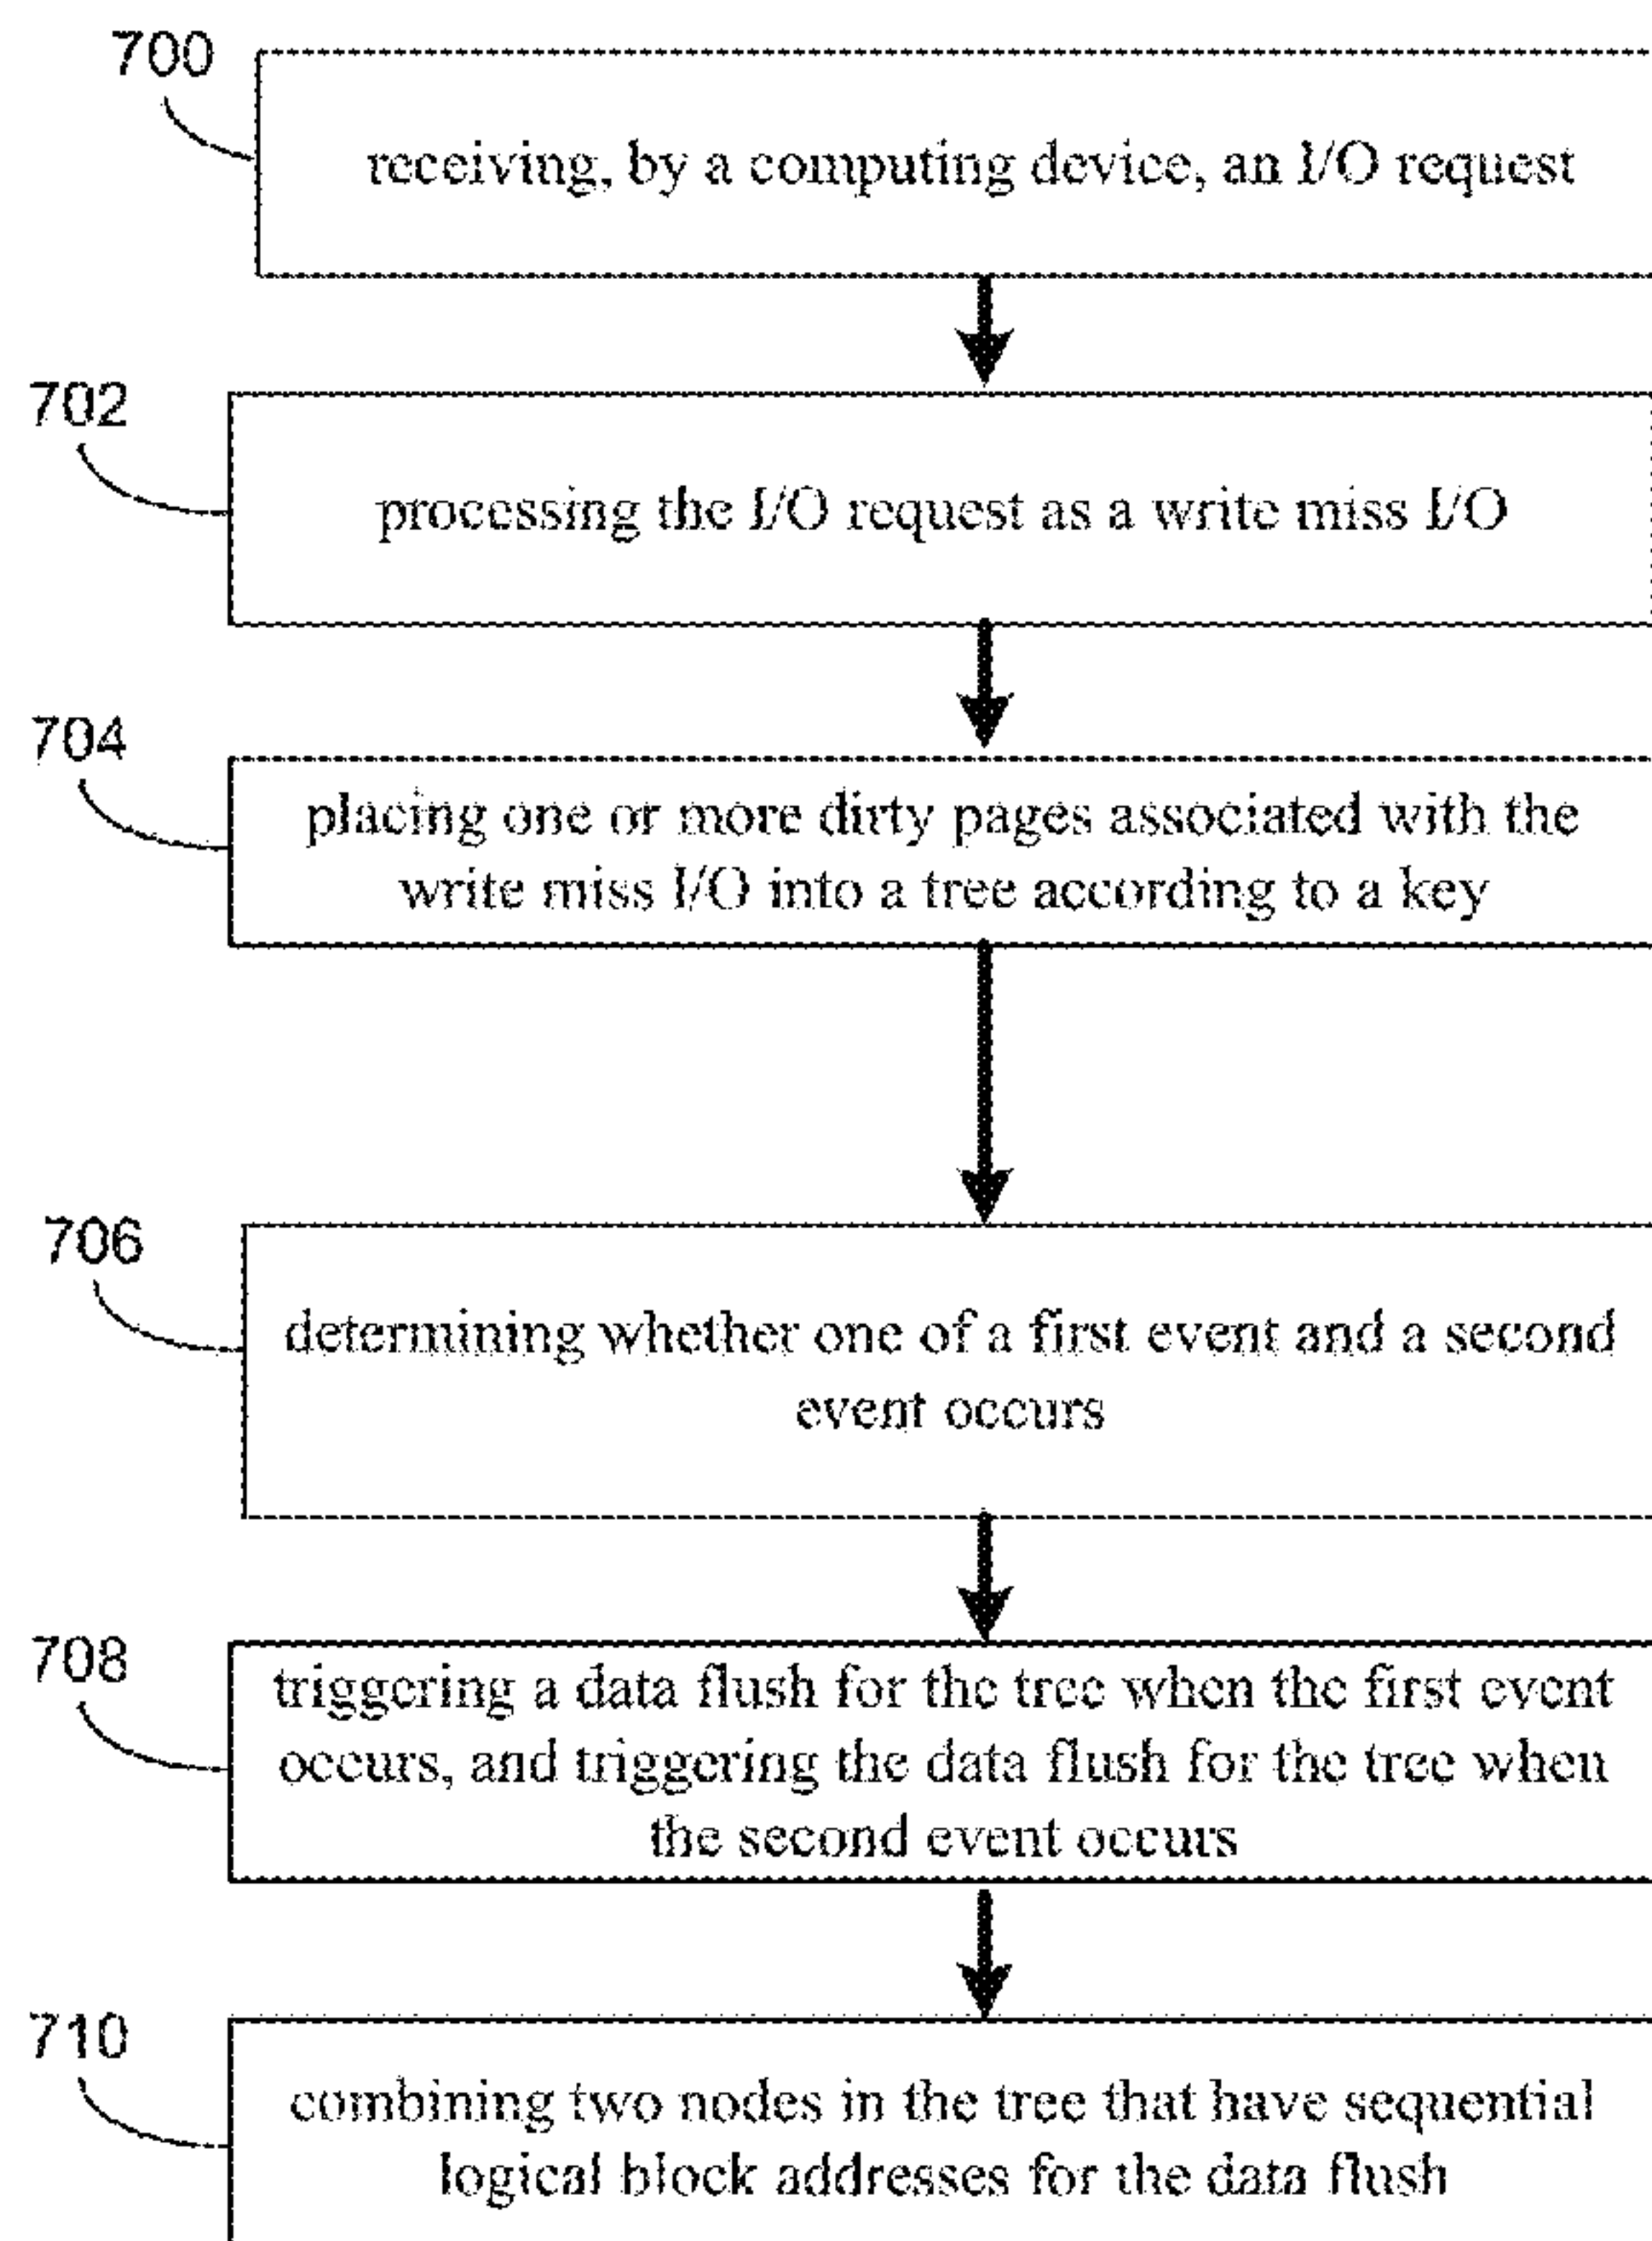 700
receiving, by a computing device, an I/O request
702
processing the I/O request as a write miss I/O
704
placing one or more dirty pages associated with the
write miss I/O into a tree according to a key
706
determining whether one of a first event and a second
event occurs
708
triggering a data flush for the tree when the first event
occurs, and triggering the data flush for the tree when
the second event occurs
710
combining two nodes in the tree that have sequential
logical block addresses for the data flush